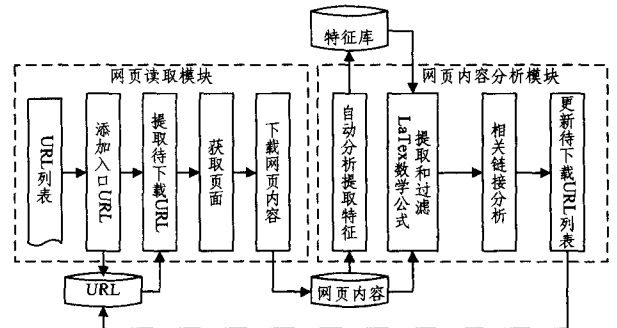 特征库
网页读取模块
网页内容分析模块
URL列表
添加入口URL
提取待下载URL
获取页面
下载网页内容
自动分析提取特征
提取和过滤
LaTex数学公式
相关链接分析
更新待下载URL列表
URL
网页内容